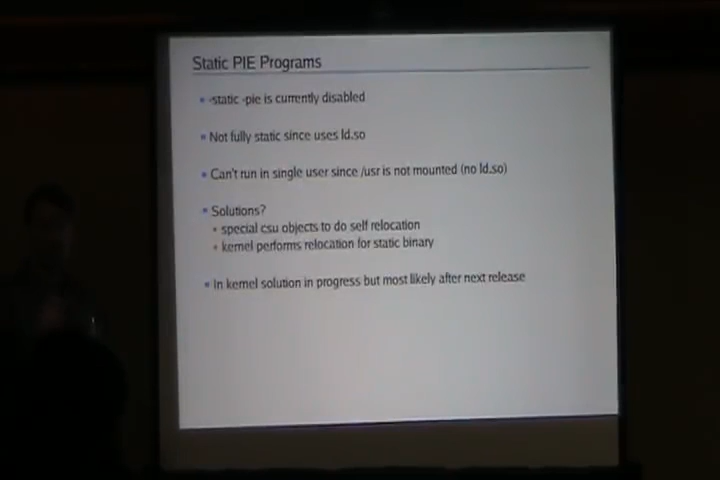 Static PIE Programs
-static -pie is currently disabled
Not fully static since uses ld.so
Can't run in single user since /usr is not mounted (no ld.so)
Solutions?
special csu objects to do self relocation
kernel performs relocation for static binary
In kernel solution in progress but most likely after next release